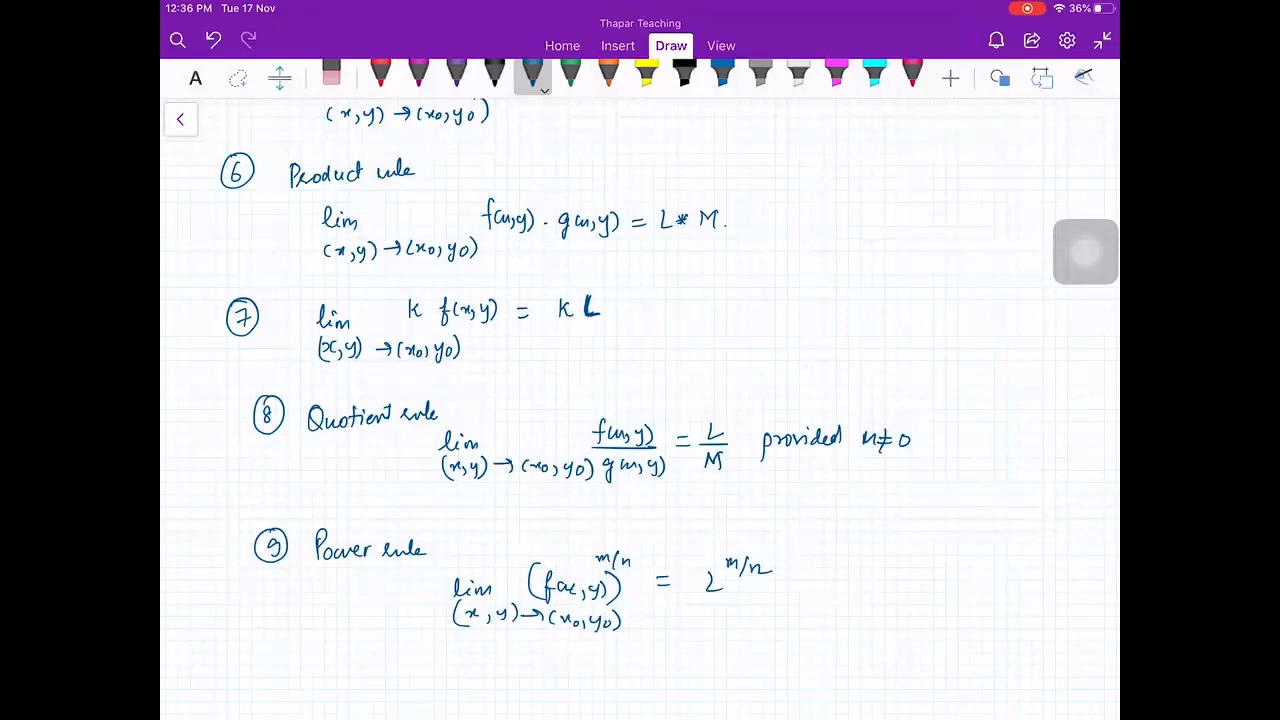 12:36 PM Tue 17 Nov
36%
Thapar Teaching
Home Insert Draw View
A
(x,y) → (x0,y0)
6 Product rule
lim f(x,y) . g(x,y) = L * M.
(x,y) → (x0,y0)
7 lim K f(x,y) = K L
(x,y) → (x0,y0)
8 Quotient rule
lim f(x,y)/g(x,y) = L/M provided M ≠ 0
(x,y) → (x0,y0)
9 Power rule
lim (f(x,y))^m/n = L^m/n
(x,y) → (x0,y0)